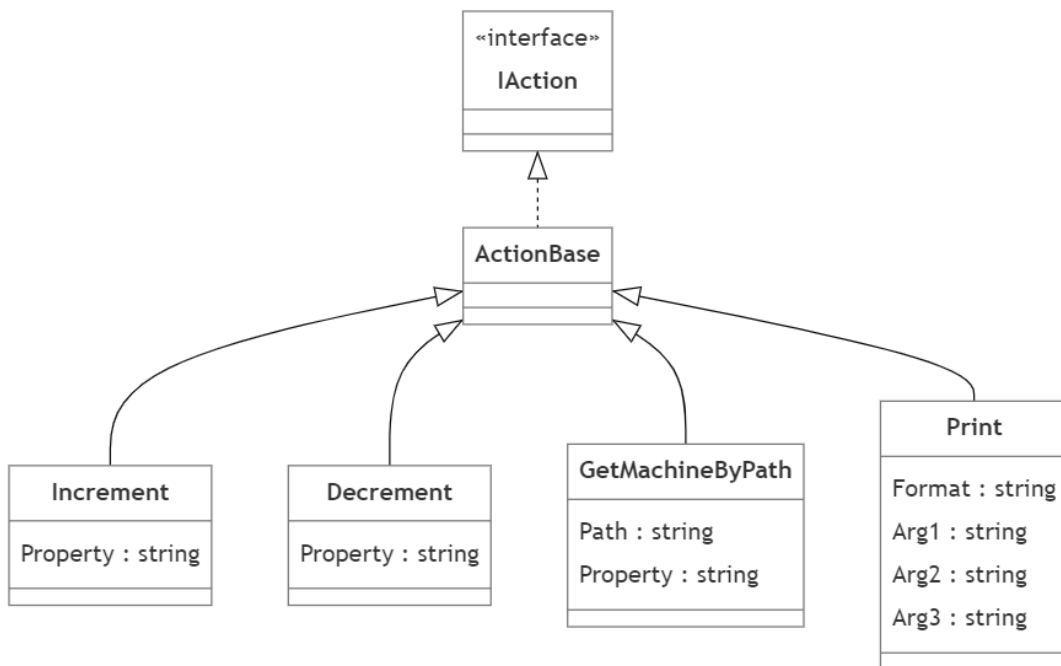 «interface»
IAction
ActionBase
Increment
Property : string
Decrement
Property : string
GetMachineByPath
Path : string
Property : string
Print
Format : string
Arg1 : string
Arg2 : string
Arg3 : string